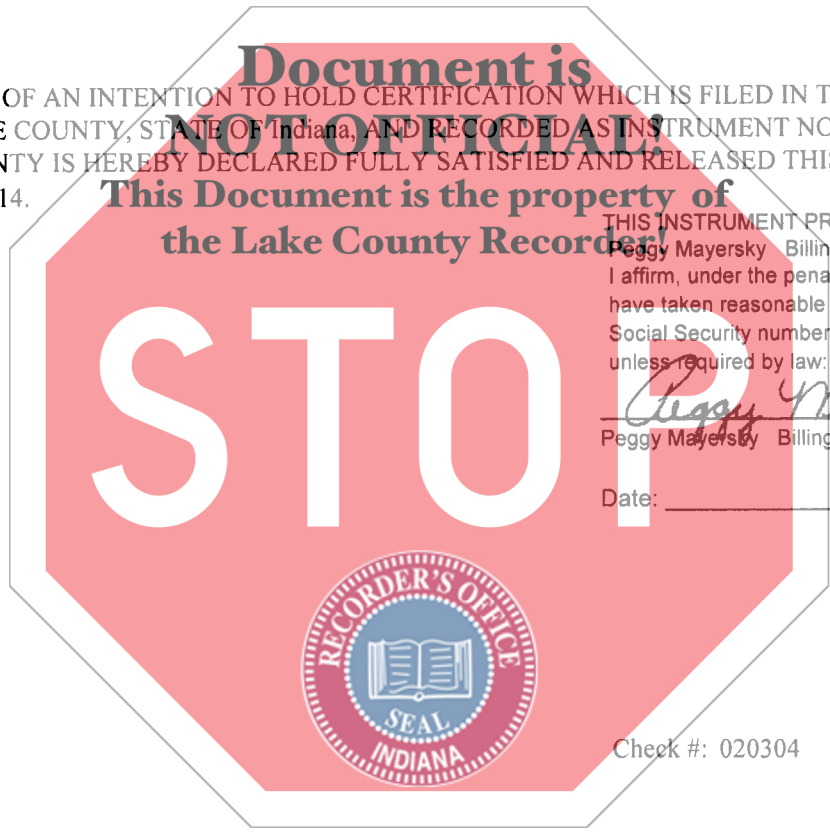 Document is
OF AN INTENTION TO HOLD CERTIFICATION WHICH IS FILED IN T
NOT OFFICIAL!
E COUNTY, STATE OF Indiana, AND RECORDED AS INSTRUMENT NO
NTY IS HEREBY DECLARED FULLY SATISFIED AND RELEASED THIS
14.
This Document is the property of
the Lake County Recorder!
THIS INSTRUMENT PR
Peggy Mayersky Billin
I affirm, under the pena
have taken reasonable
Social Security number
unless required by law:
Peggy
Peggy Mayersky Billing
Date:
STOP
RECORDER'S OFFICE
SEAL
INDIANA
Check #: 020304